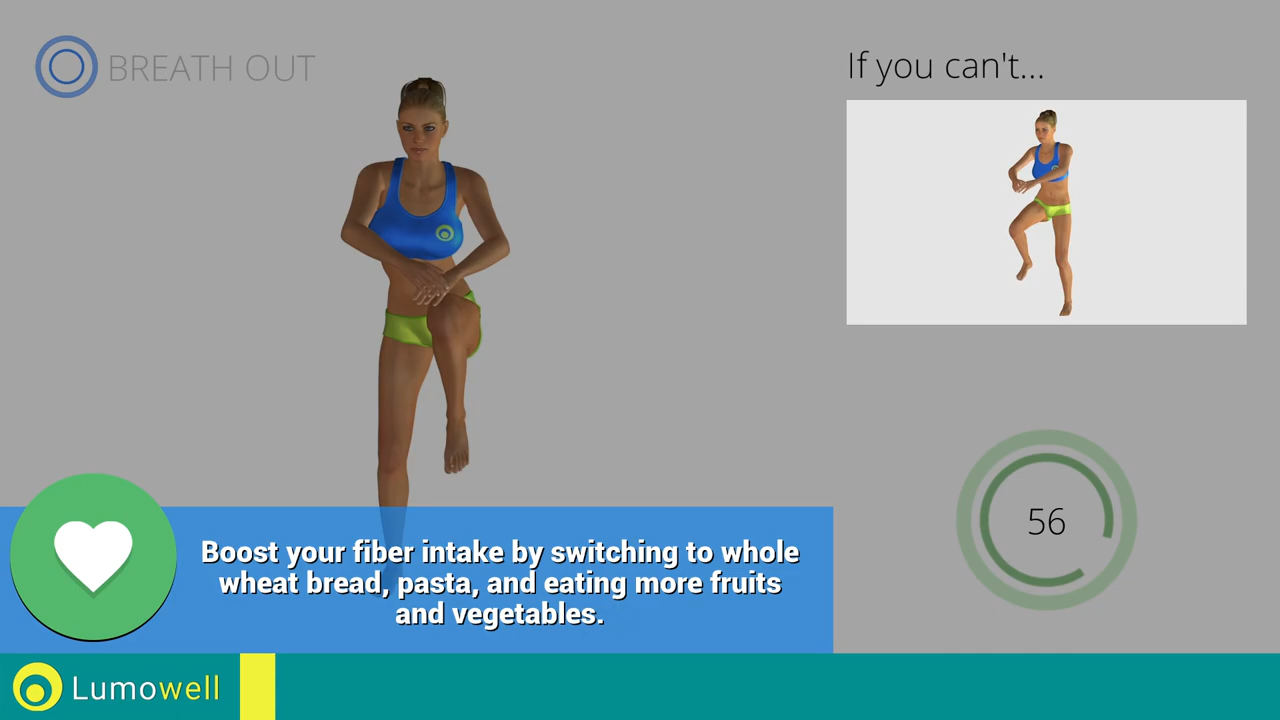 BREATH OUT
If you can't...
56
Boost your fiber intake by switching to whole
wheat bread, pasta, and eating more fruits
and vegetables.
Lumowell